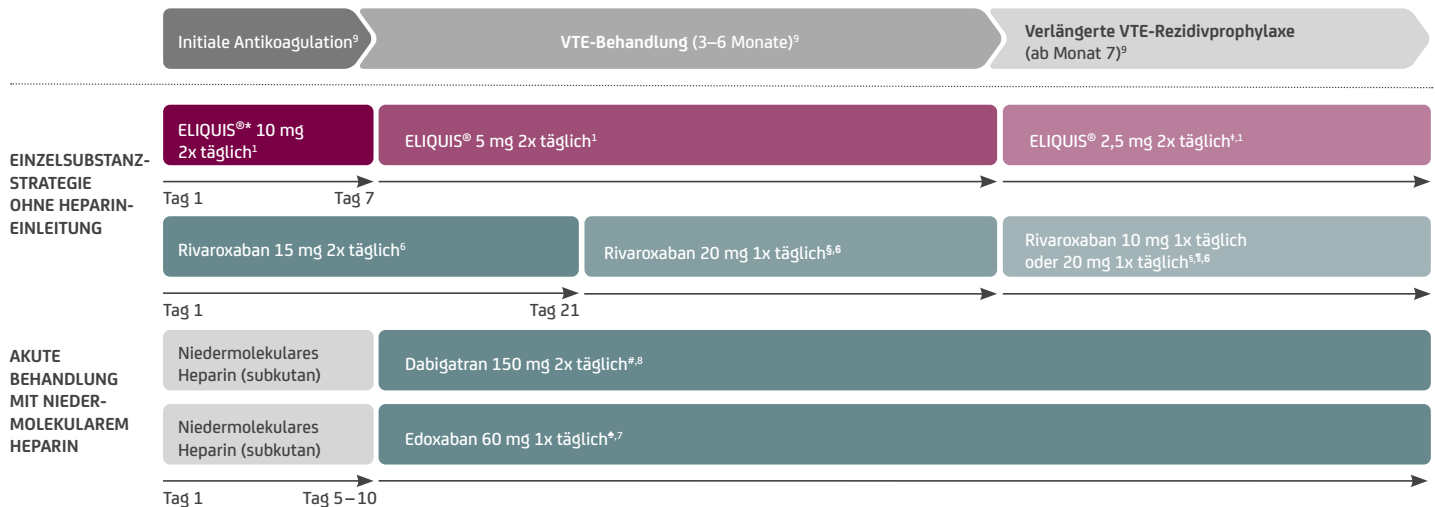 Initiale Antikoagulation⁹
VTE-Behandlung (3–6 Monate)⁹
Verlängerte VTE-Rezidivprophylaxe
(ab Monat 7)⁹
EINZELSUBSTANZ-
STRATEGIE
OHNE HEPARIN-
EINLEITUNG
ELIQUIS®* 10 mg
2x täglich¹
ELIQUIS® 5 mg 2x täglich¹
ELIQUIS® 2,5 mg 2x täglich‡,¹
Tag 1
Tag 7
Rivaroxaban 15 mg 2x täglich⁶
Rivaroxaban 20 mg 1x täglich§,⁶
Rivaroxaban 10 mg 1x täglich
oder 20 mg 1x täglich§,¶,⁶
Tag 1
Tag 21
AKUTE
BEHANDLUNG
MIT NIEDER-
MOLEKULAREM
HEPARIN
Niedermolekulares
Heparin (subkutan)
Dabigatran 150 mg 2x täglich#,⁸
Niedermolekulares
Heparin (subkutan)
Edoxaban 60 mg 1x täglich♠,⁷
Tag 1
Tag 5–10